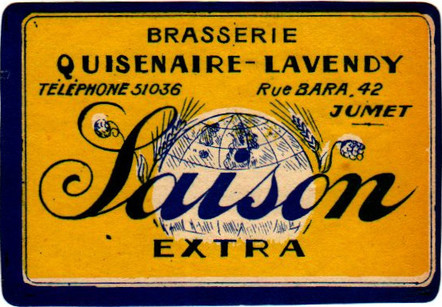 BRASSERIE
QUISENAIRE-LAVENDY
TÉLÉPHONE 51036 Rue BARA. 42
JUMET
Saison
EXTRA